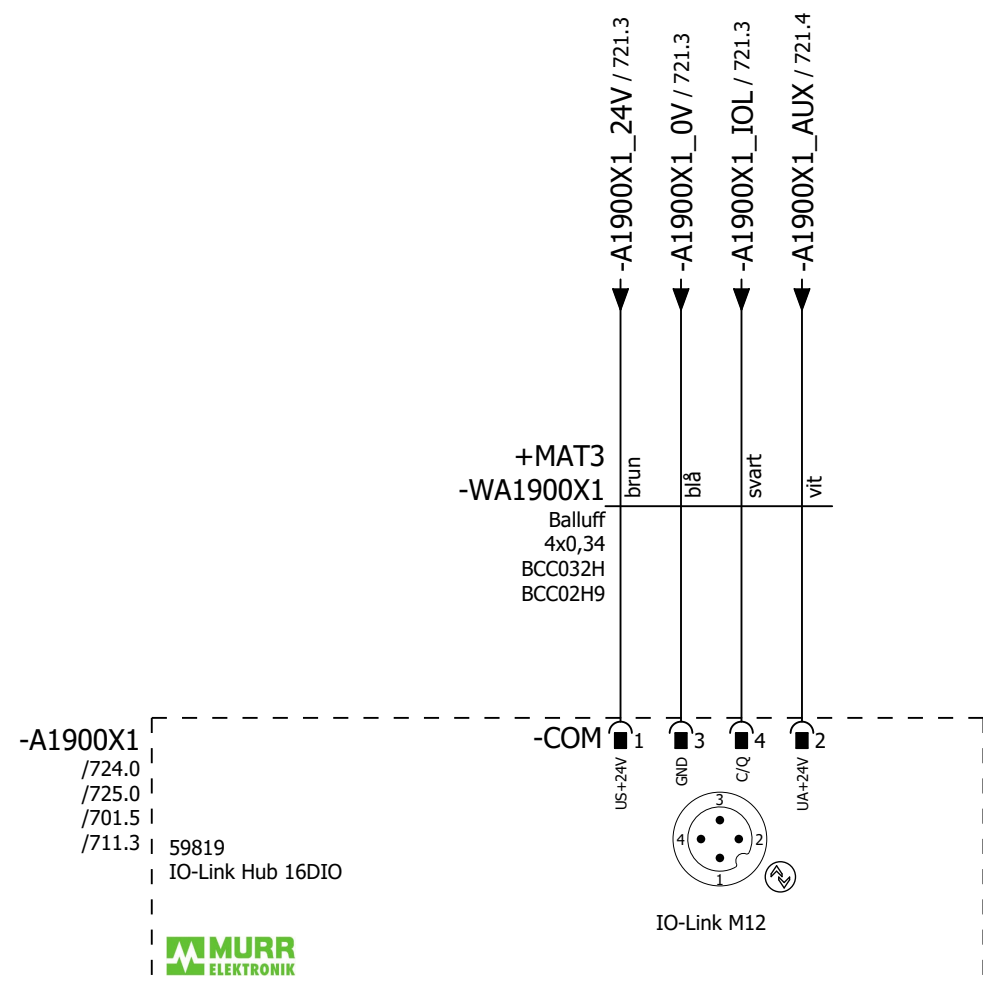 -A1900X1_24V / 721.3
-A1900X1_0V / 721.3
-A1900X1_IOL / 721.3
-A1900X1_AUX / 721.4
+MAT3
-WA1900X1
Balluff
4x0,34
BCC032H
BCC02H9
brun
blå
svart
vit
-A1900X1
/724.0
/725.0
/701.5
/711.3
-COM
1
3
4
2
US+24V
GND
C/Q
UA+24V
3
4
2
1
59819
IO-Link Hub 16DIO
IO-Link M12
MURR
ELEKTRONIK